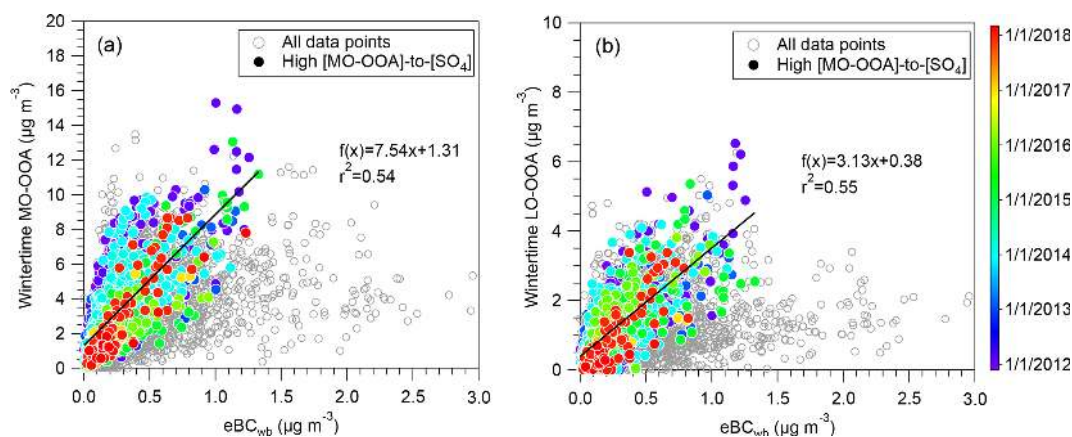 (a)
All data points
High [MO-OOA]-to-[SO₄]
f(x)=7.54x+1.31
r²=0.54
Wintertime MO-OOA (µg m⁻³)
20
18
16
14
12
10
8
6
4
2
0
0.0 0.5 1.0 1.5 2.0 2.5 3.0
eBC_wb (µg m⁻³)
(b)
All data points
High [MO-OOA]-to-[SO₄]
f(x)=3.13x+0.38
r²=0.55
Wintertime LO-OOA (µg m⁻³)
10
8
6
4
2
0
0.0 0.5 1.0 1.5 2.0 2.5 3.0
eBC_wb (µg m⁻³)
1/1/2018
1/1/2017
1/1/2016
1/1/2015
1/1/2014
1/1/2013
1/1/2012